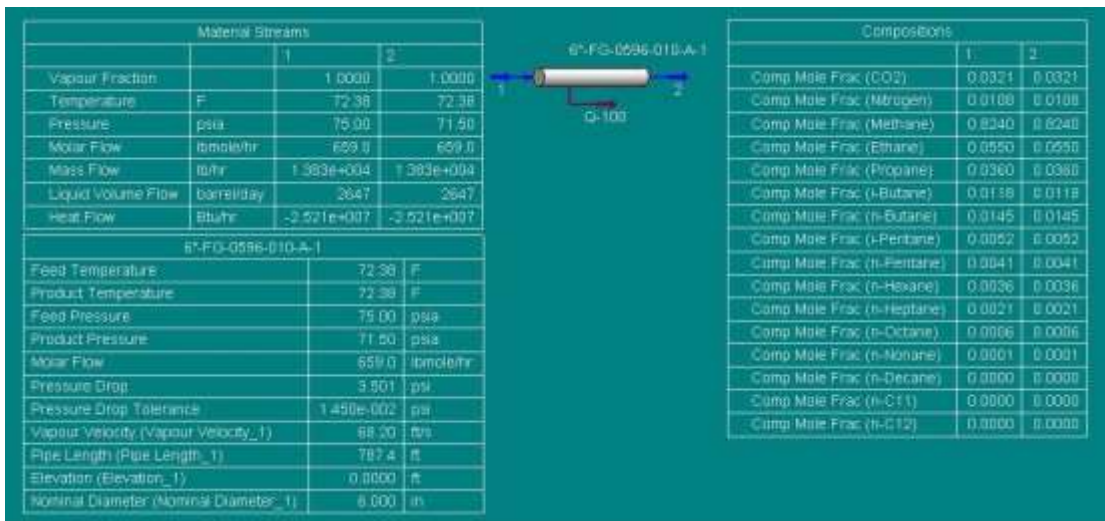 Material Streams
1 2
Vapour Fraction 1.0000 1.0000
Temperature F 72.38 72.38
Pressure psia 75.00 71.50
Molar Flow lbmole/hr 659.0 659.0
Mass Flow lb/hr 1.383e+004 1.383e+004
Liquid Volume Flow barrel/day 2647 2647
Heat Flow Btu/hr -2.521e+007 -2.521e+007
6"-FG-0596-010-A-1
Feed Temperature 72.38 F
Product Temperature 72.38 F
Feed Pressure 75.00 psia
Product Pressure 71.50 psia
Molar Flow 659.0 lbmole/hr
Pressure Drop 3.501 psi
Pressure Drop Tolerance 1.450e-002 psi
Vapour Velocity (Vapour Velocity_1) 68.20 ft/s
Pipe Length (Pipe Length_1) 787.4 ft
Elevation (Elevation_1) 0.0000 ft
Nominal Diameter (Nominal Diameter_1) 6.000 in
6"-FG-0596-010-A-1
1 2
Q-100
Compositions
1 2
Comp Mole Frac (CO2) 0.0321 0.0321
Comp Mole Frac (Nitrogen) 0.0108 0.0108
Comp Mole Frac (Methane) 0.8240 0.8240
Comp Mole Frac (Ethane) 0.0550 0.0550
Comp Mole Frac (Propane) 0.0360 0.0360
Comp Mole Frac (i-Butane) 0.0118 0.0118
Comp Mole Frac (n-Butane) 0.0145 0.0145
Comp Mole Frac (i-Pentane) 0.0052 0.0052
Comp Mole Frac (n-Pentane) 0.0041 0.0041
Comp Mole Frac (n-Hexane) 0.0036 0.0036
Comp Mole Frac (n-Heptane) 0.0021 0.0021
Comp Mole Frac (n-Octane) 0.0006 0.0006
Comp Mole Frac (n-Nonane) 0.0001 0.0001
Comp Mole Frac (n-Decane) 0.0000 0.0000
Comp Mole Frac (n-C11) 0.0000 0.0000
Comp Mole Frac (n-C12) 0.0000 0.0000